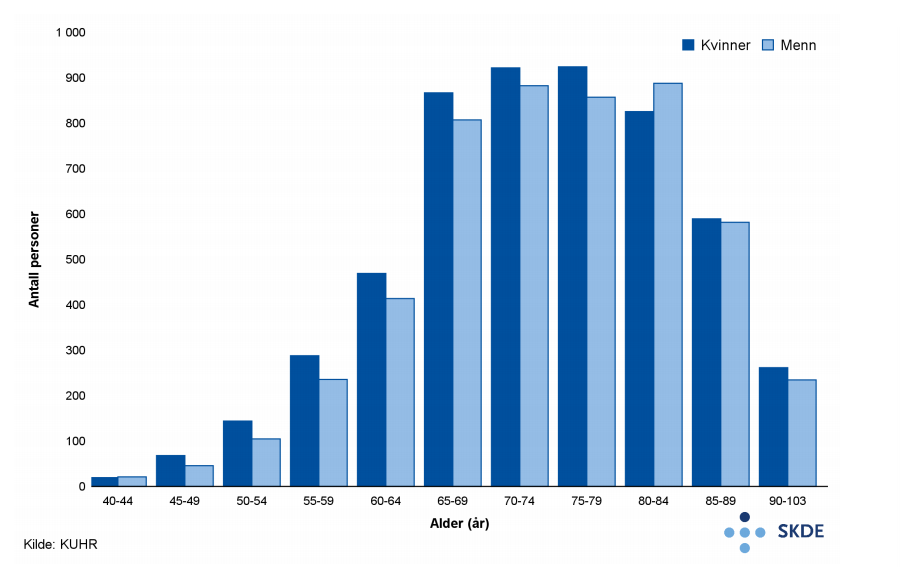 1 000
900
800
700
600
500
400
300
200
100
0
Antall personer
Kvinner Menn
40-44 45-49 50-54 55-59 60-64 65-69 70-74 75-79 80-84 85-89 90-103
Alder (år)
Kilde: KUHR
SKDE